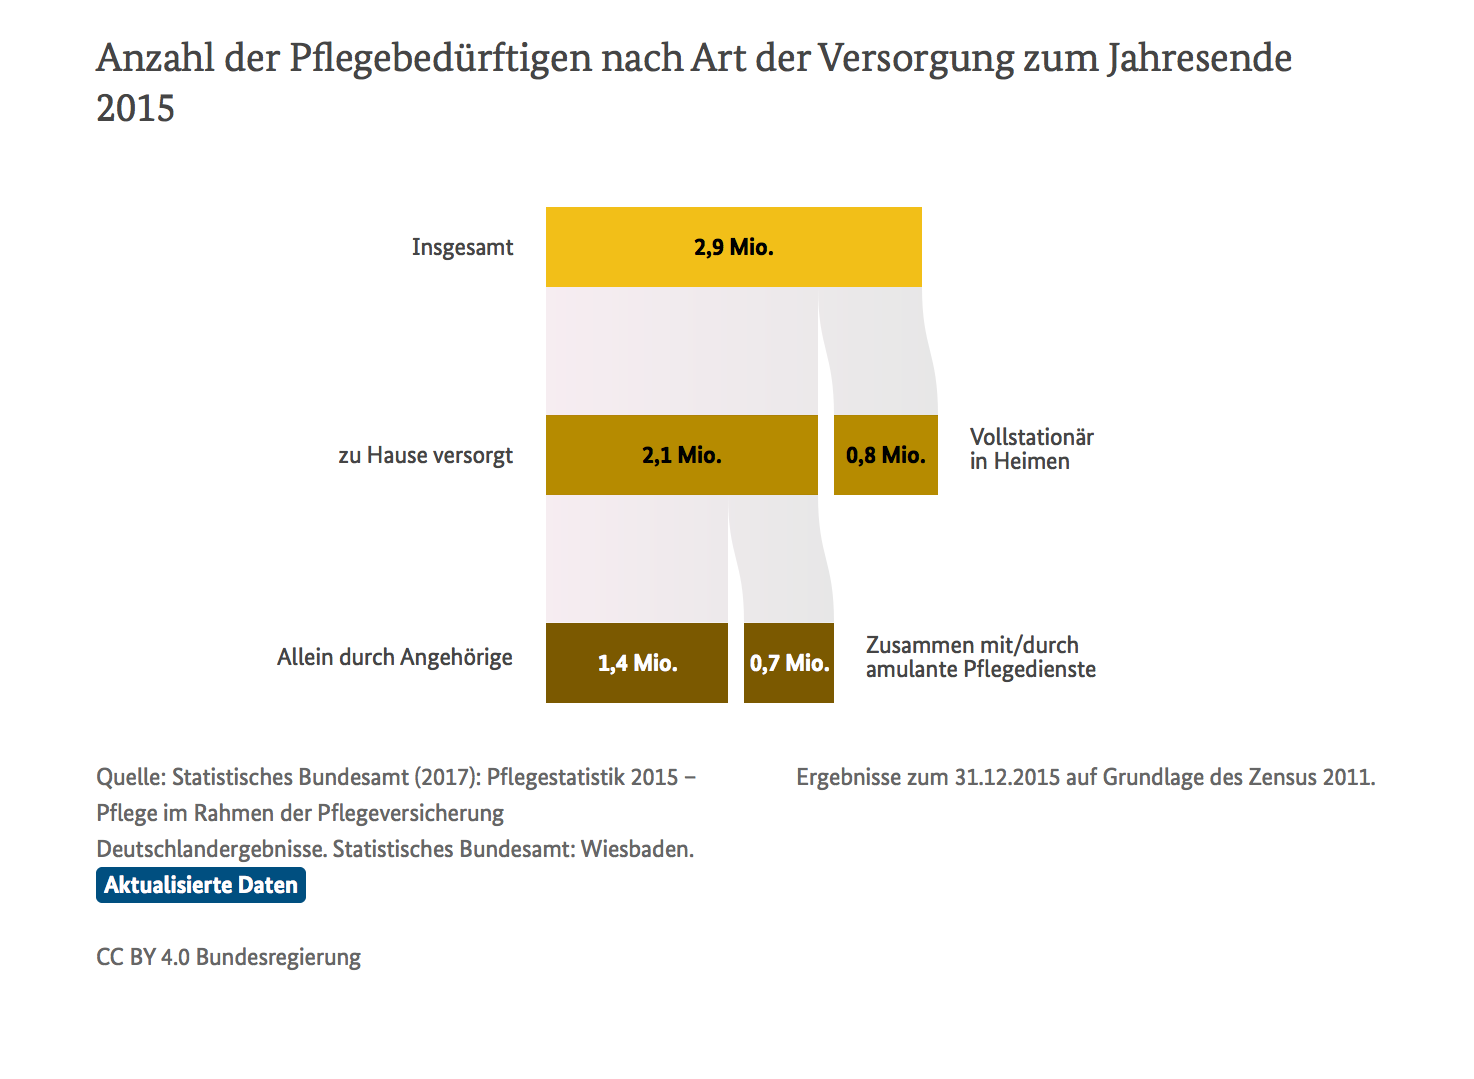 Anzahl der Pflegebedürftigen nach Art der Versorgung zum Jahresende
2015
Insgesamt
2,9 Mio.
zu Hause versorgt
2,1 Mio.
0,8 Mio.
Vollstationär
in Heimen
Allein durch Angehörige
1,4 Mio.
0,7 Mio.
Zusammen mit/durch
amulante Pflegedienste
Quelle: Statistisches Bundesamt (2017): Pflegestatistik 2015 –
Pflege im Rahmen der Pflegeversicherung
Deutschlandergebnisse. Statistisches Bundesamt: Wiesbaden.
Aktualisierte Daten
Ergebnisse zum 31.12.2015 auf Grundlage des Zensus 2011.
CC BY 4.0 Bundesregierung